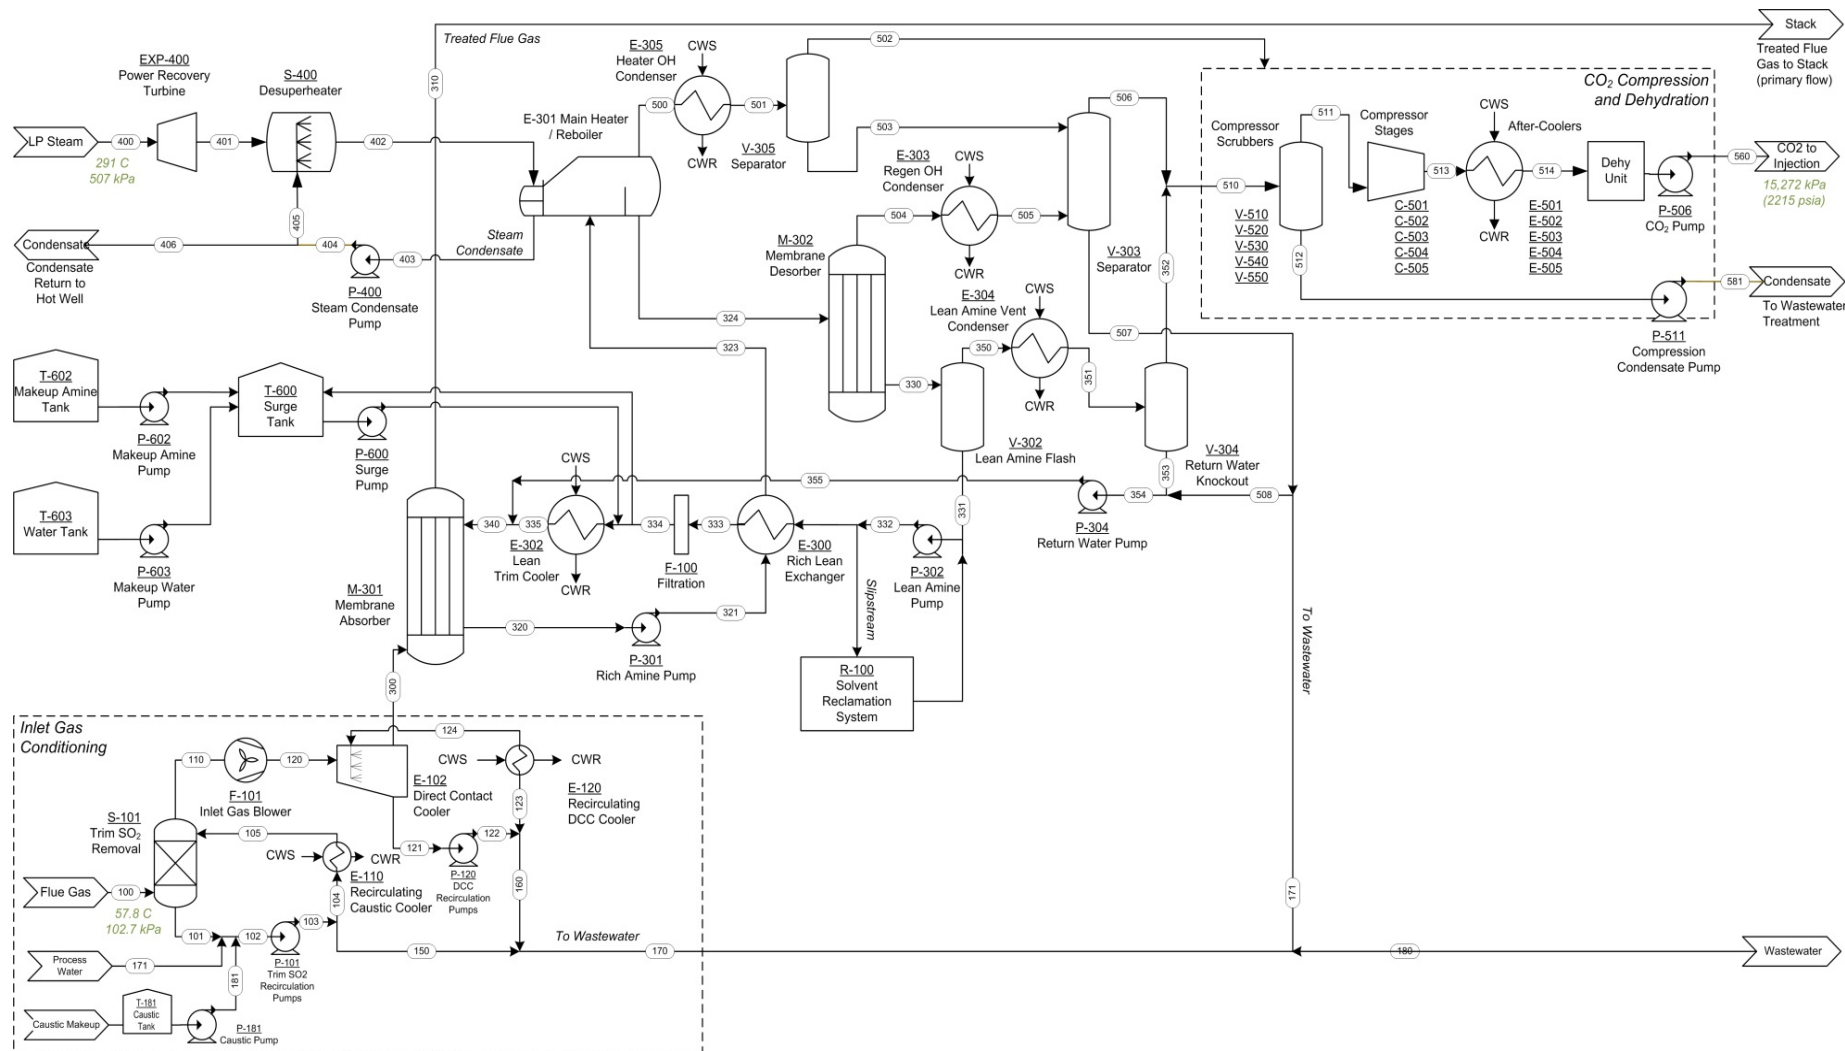 Stack
Treated Flue
Gas to Stack
(primary flow)
Treated Flue Gas
310
EXP-400
Power Recovery
Turbine
S-400
Desuperheater
LP Steam
400
291 C
507 kPa
401
402
405
Condensate
406
404
403
Condensate
Return to
Hot Well
P-400
Steam Condensate
Pump
Steam
Condensate
E-301 Main Heater
/ Reboiler
E-305
Heater OH
Condenser
CWS
500
501
CWR
V-305
Separator
502
503
E-303
Regen OH
Condenser
CWS
504
505
CWR
M-302
Membrane
Desorber
324
323
330
506
V-303
Separator
507
352
E-304
Lean Amine Vent
Condenser
CWS
350
351
CWR
V-302
Lean Amine Flash
V-304
Return Water
Knockout
353
CO2 Compression
and Dehydration
Compressor
Scrubbers
510
V-510
V-520
V-530
V-540
V-550
511
512
Compressor
Stages
513
C-501
C-502
C-503
C-504
C-505
CWS
After-Coolers
514
CWR
E-501
E-502
E-503
E-504
E-505
Dehy
Unit
P-506
CO2 Pump
560
CO2 to
Injection
15,272 kPa
(2215 psia)
581
Condensate
To Wastewater
Treatment
P-511
Compression
Condensate Pump
T-602
Makeup Amine
Tank
P-602
Makeup Amine
Pump
T-600
Surge
Tank
P-600
Surge
Pump
T-603
Water Tank
P-603
Makeup Water
Pump
M-301
Membrane
Absorber
CWS
340
335
E-302
Lean
Trim Cooler
CWR
334
F-100
Filtration
333
E-300
Rich Lean
Exchanger
332
P-302
Lean Amine
Pump
331
355
354
508
P-304
Return Water Pump
320
P-301
Rich Amine Pump
321
Slipstream
R-100
Solvent
Reclamation
System
To Wastewater
171
300
Inlet Gas
Conditioning
110
120
F-101
Inlet Gas Blower
124
CWS
CWR
E-102
Direct Contact
Cooler
E-120
Recirculating
DCC Cooler
123
S-101
Trim SO2
Removal
105
CWS
CWR
E-110
Recirculating
Caustic Cooler
104
121
122
P-120
DCC
Recirculation
Pumps
160
Flue Gas
100
57.8 C
102.7 kPa
101
102
103
P-101
Trim SO2
Recirculation
Pumps
Process
Water
171
181
Caustic Makeup
T-181
Caustic
Tank
P-181
Caustic Pump
150
To Wastewater
170
180
Wastewater